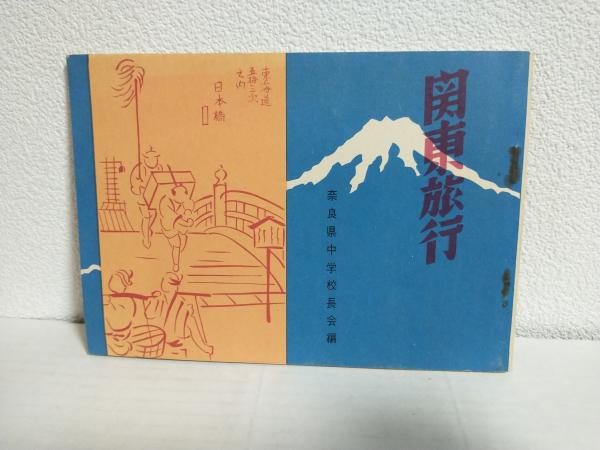 関東旅行
奈良県中学校長会編
東海道
五拾三次
之内
日本橋